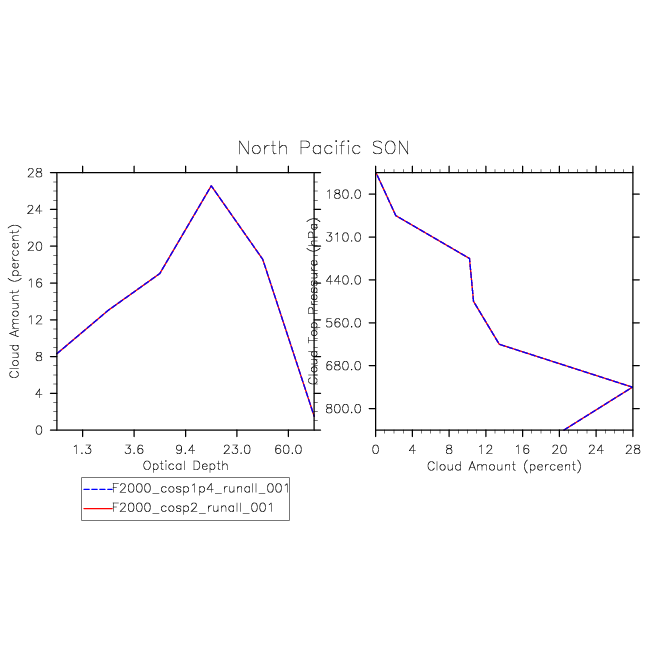 North Pacific SON
28
24
20
16
12
8
4
0
Cloud Amount (percent)
1.3 3.6 9.4 23.0 60.0
Optical Depth
Cloud Top Pressure (hPa)
180.0
310.0
440.0
560.0
680.0
800.0
0 4 8 12 16 20 24 28
Cloud Amount (percent)
F2000_cosp1p4_runall_001
F2000_cosp2_runall_001